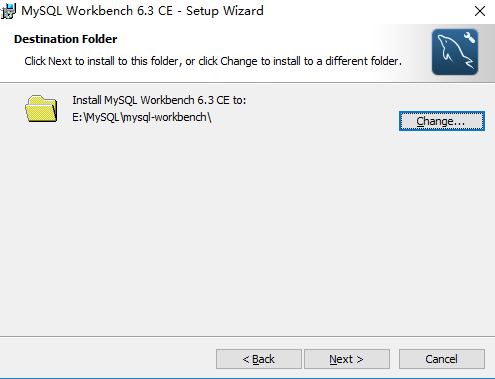 MySQL Workbench 6.3 CE - Setup Wizard
Destination Folder
Click Next to install to this folder, or click Change to install to a different folder.
Install MySQL Workbench 6.3 CE to:
E:\MySQL\mysql-workbench\
Change...
< Back
Next >
Cancel